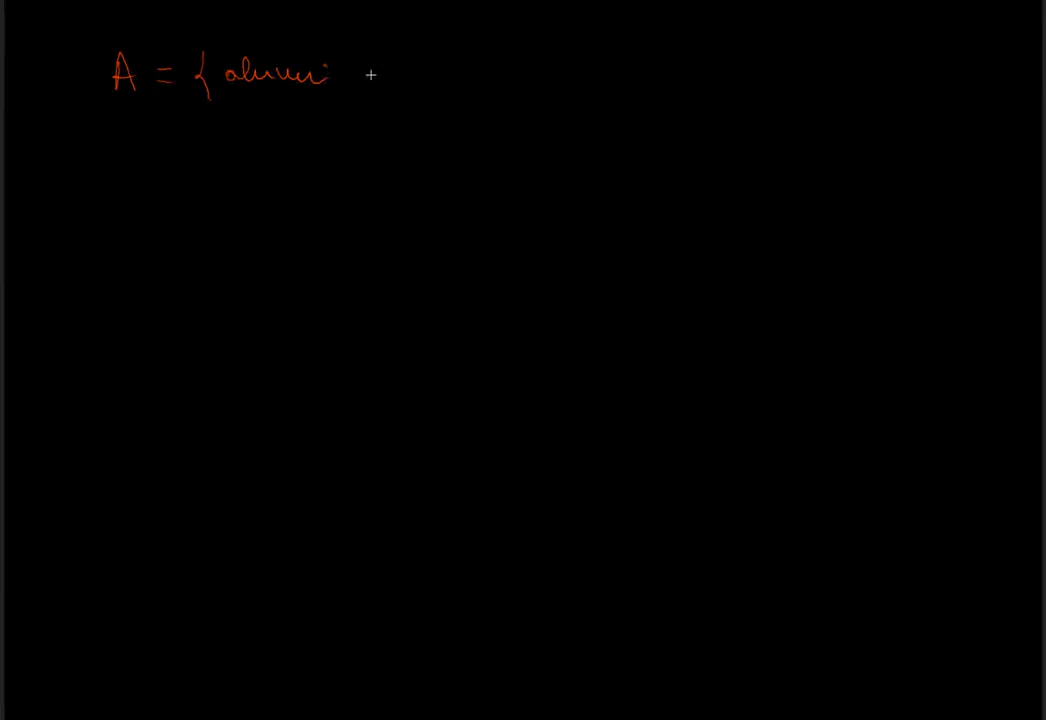 A = { alunni